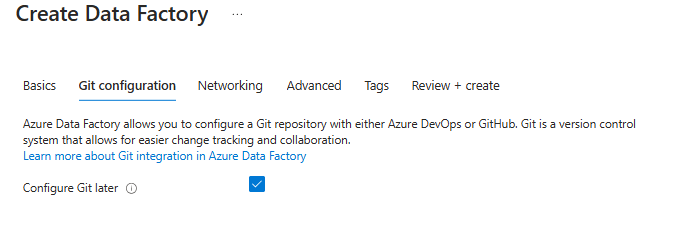 Create Data Factory ...
Basics Git configuration Networking Advanced Tags Review + create
Azure Data Factory allows you to configure a Git repository with either Azure DevOps or GitHub. Git is a version control
system that allows for easier change tracking and collaboration.
Learn more about Git integration in Azure Data Factory
Configure Git later